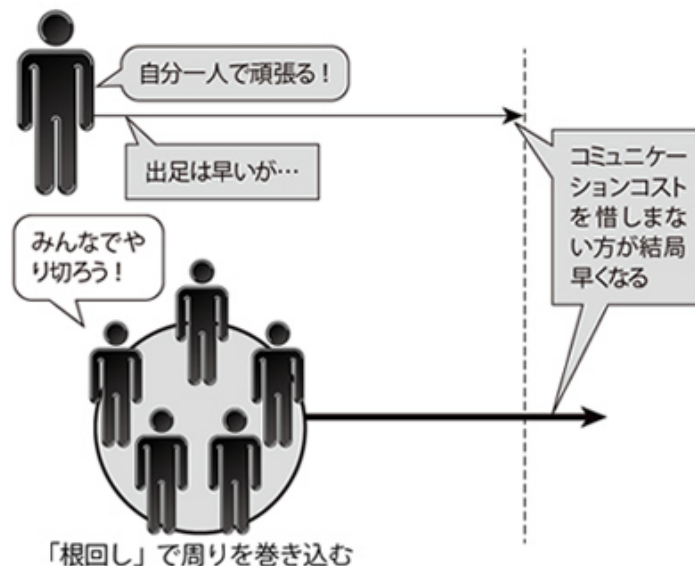 自分一人で頑張る！
出足は早いが…
コミュニケー
ションコスト
を惜しまな
い方が結局
早くなる
みんなでや
り切ろう！
「根回し」で周りを巻き込む